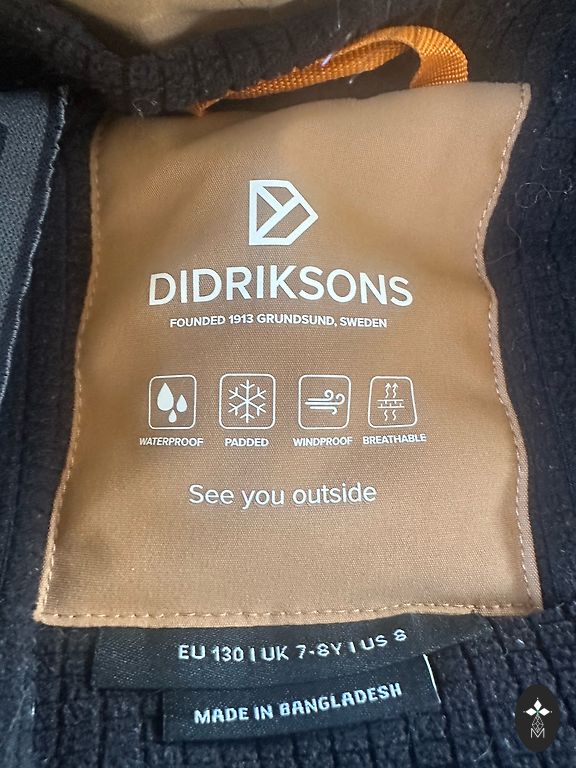 DIDRIKSONS
FOUNDED 1913 GRUNDSUND, SWEDEN
WATERPROOF PADDED WINDPROOF BREATHABLE
See you outside
EU 130 | UK 7-8Y | US 8
MADE IN BANGLADESH
M